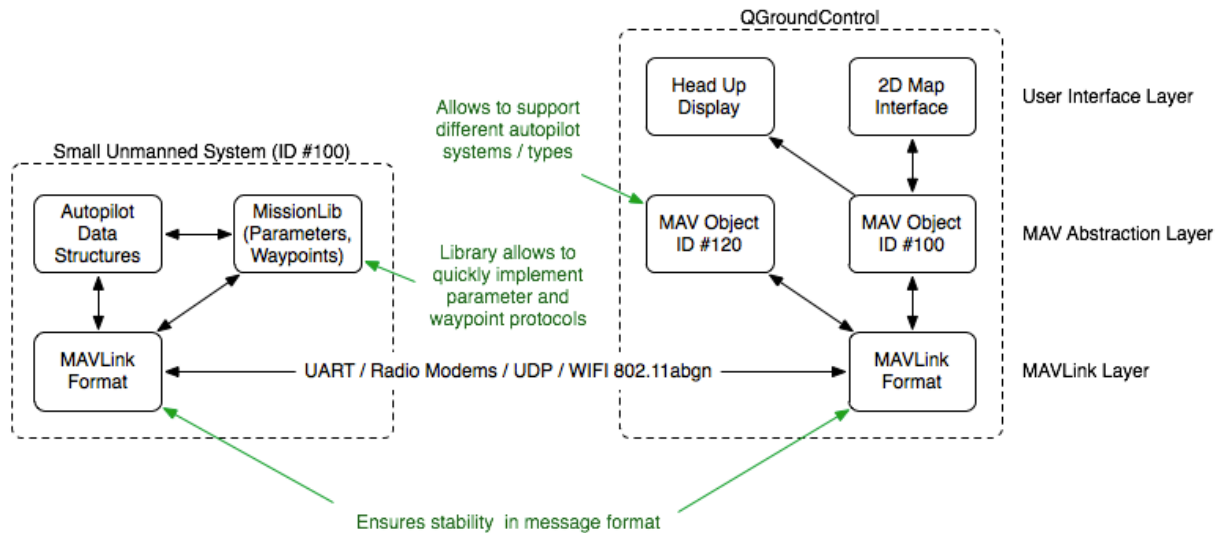 QGroundControl
Head Up
Display
2D Map
Interface
User Interface Layer
Allows to support
different autopilot
systems / types
Small Unmanned System (ID #100)
Autopilot
Data
Structures
MissionLib
(Parameters,
Waypoints)
MAV Object
ID #120
MAV Object
ID #100
MAV Abstraction Layer
Library allows to
quickly implement
parameter and
waypoint protocols
MAVLink
Format
UART / Radio Modems / UDP / WIFI 802.11abgn
MAVLink
Format
MAVLink Layer
Ensures stability in message format